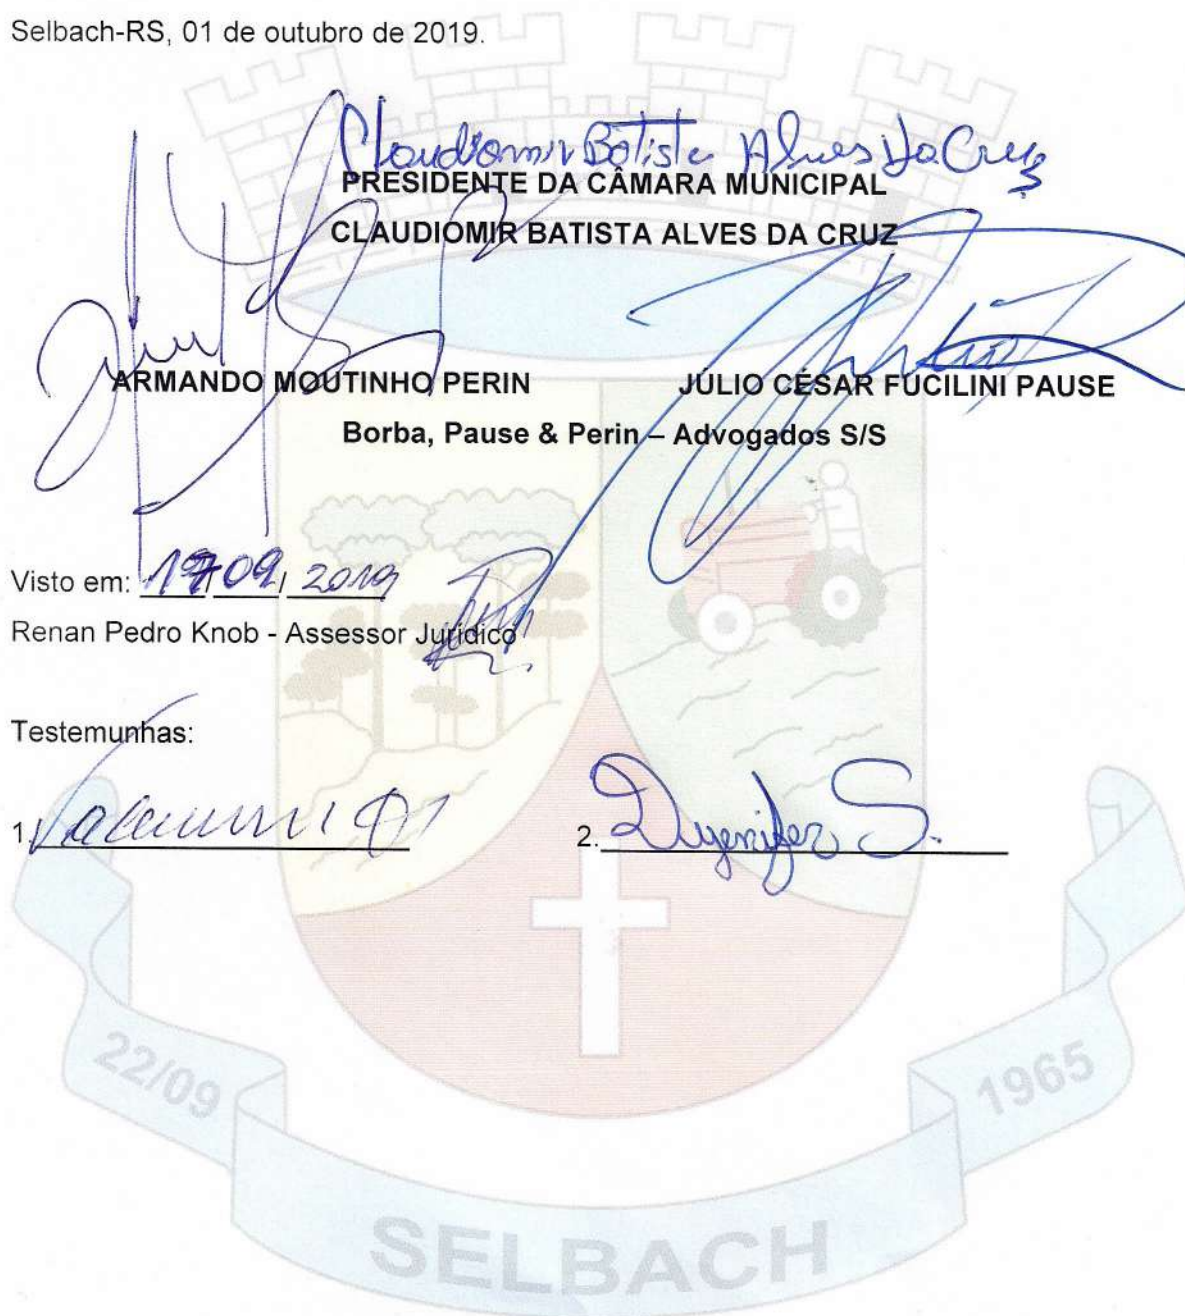 Selbach-RS, 01 de outubro de 2019.
Claudiomir Batista Alves Da Cruz
PRESIDENTE DA CÂMARA MUNICIPAL
CLAUDIOMIR BATISTA ALVES DA CRUZ
ARMANDO MOUTINHO PERIN JÚLIO CÉSAR FUCILINI PAUSE
Borba, Pause & Perin – Advogados S/S
Visto em: /09/ 2019
Renan Pedro Knob - Assessor Jurídico
Testemunhas:
1. 2. Dyenifer S.
22/09 1965
SELBACH